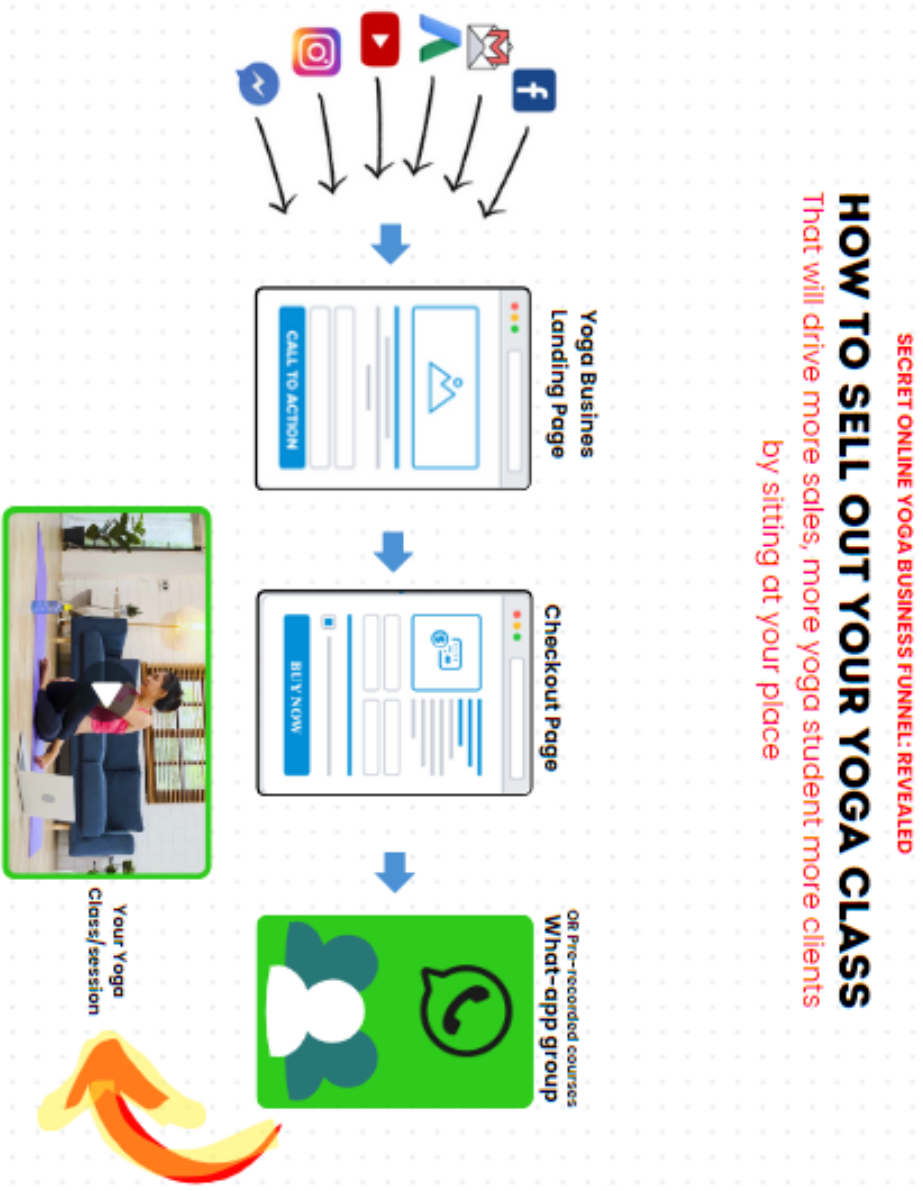 SECRET ONLINE YOGA BUSINESS FUNNEL: REVEALED
HOW TO SELL OUT YOUR YOGA CLASS
That will drive more sales, more yoga student more clients
by sitting at your place
Yoga Busines
Landing Page
CALL TO ACTION
Checkout Page
BUY NOW
OR Pre-recorded courses
What-app group
Your Yoga
Class/session